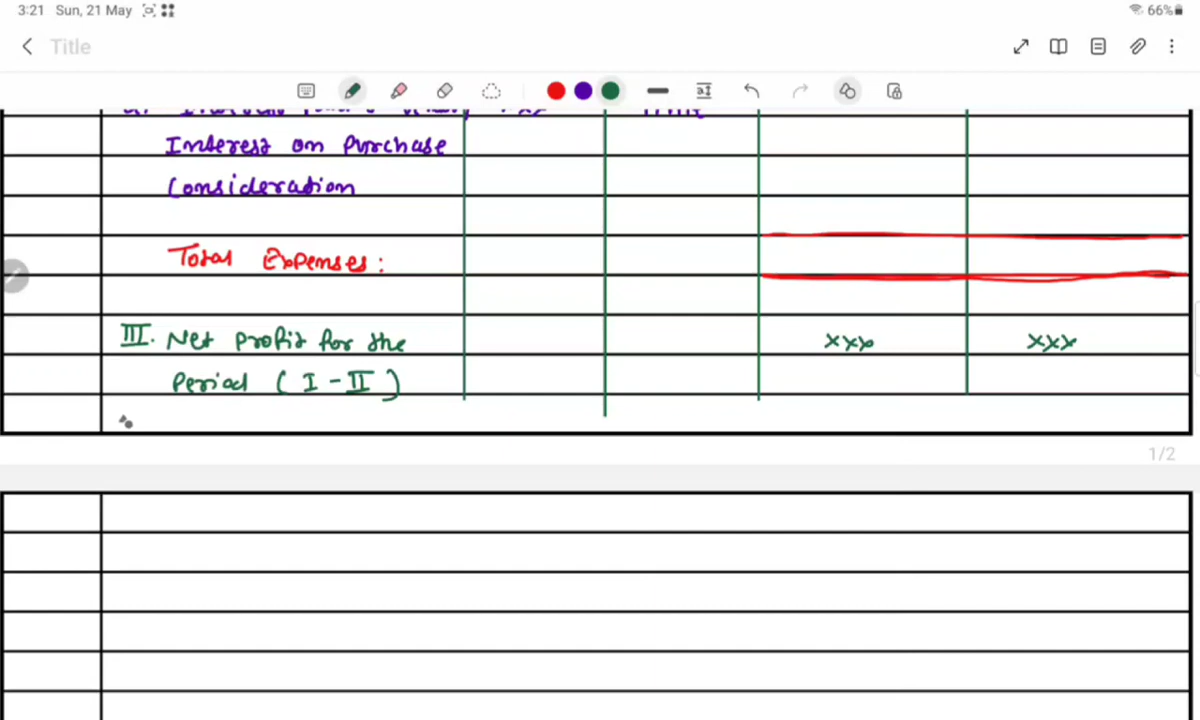 3:21 Sun, 21 May
66%
Title
Interest on Purchase
Consideration
Total Expenses:
III. Net profit for the xxx xxx
Period (I - II)
1/2